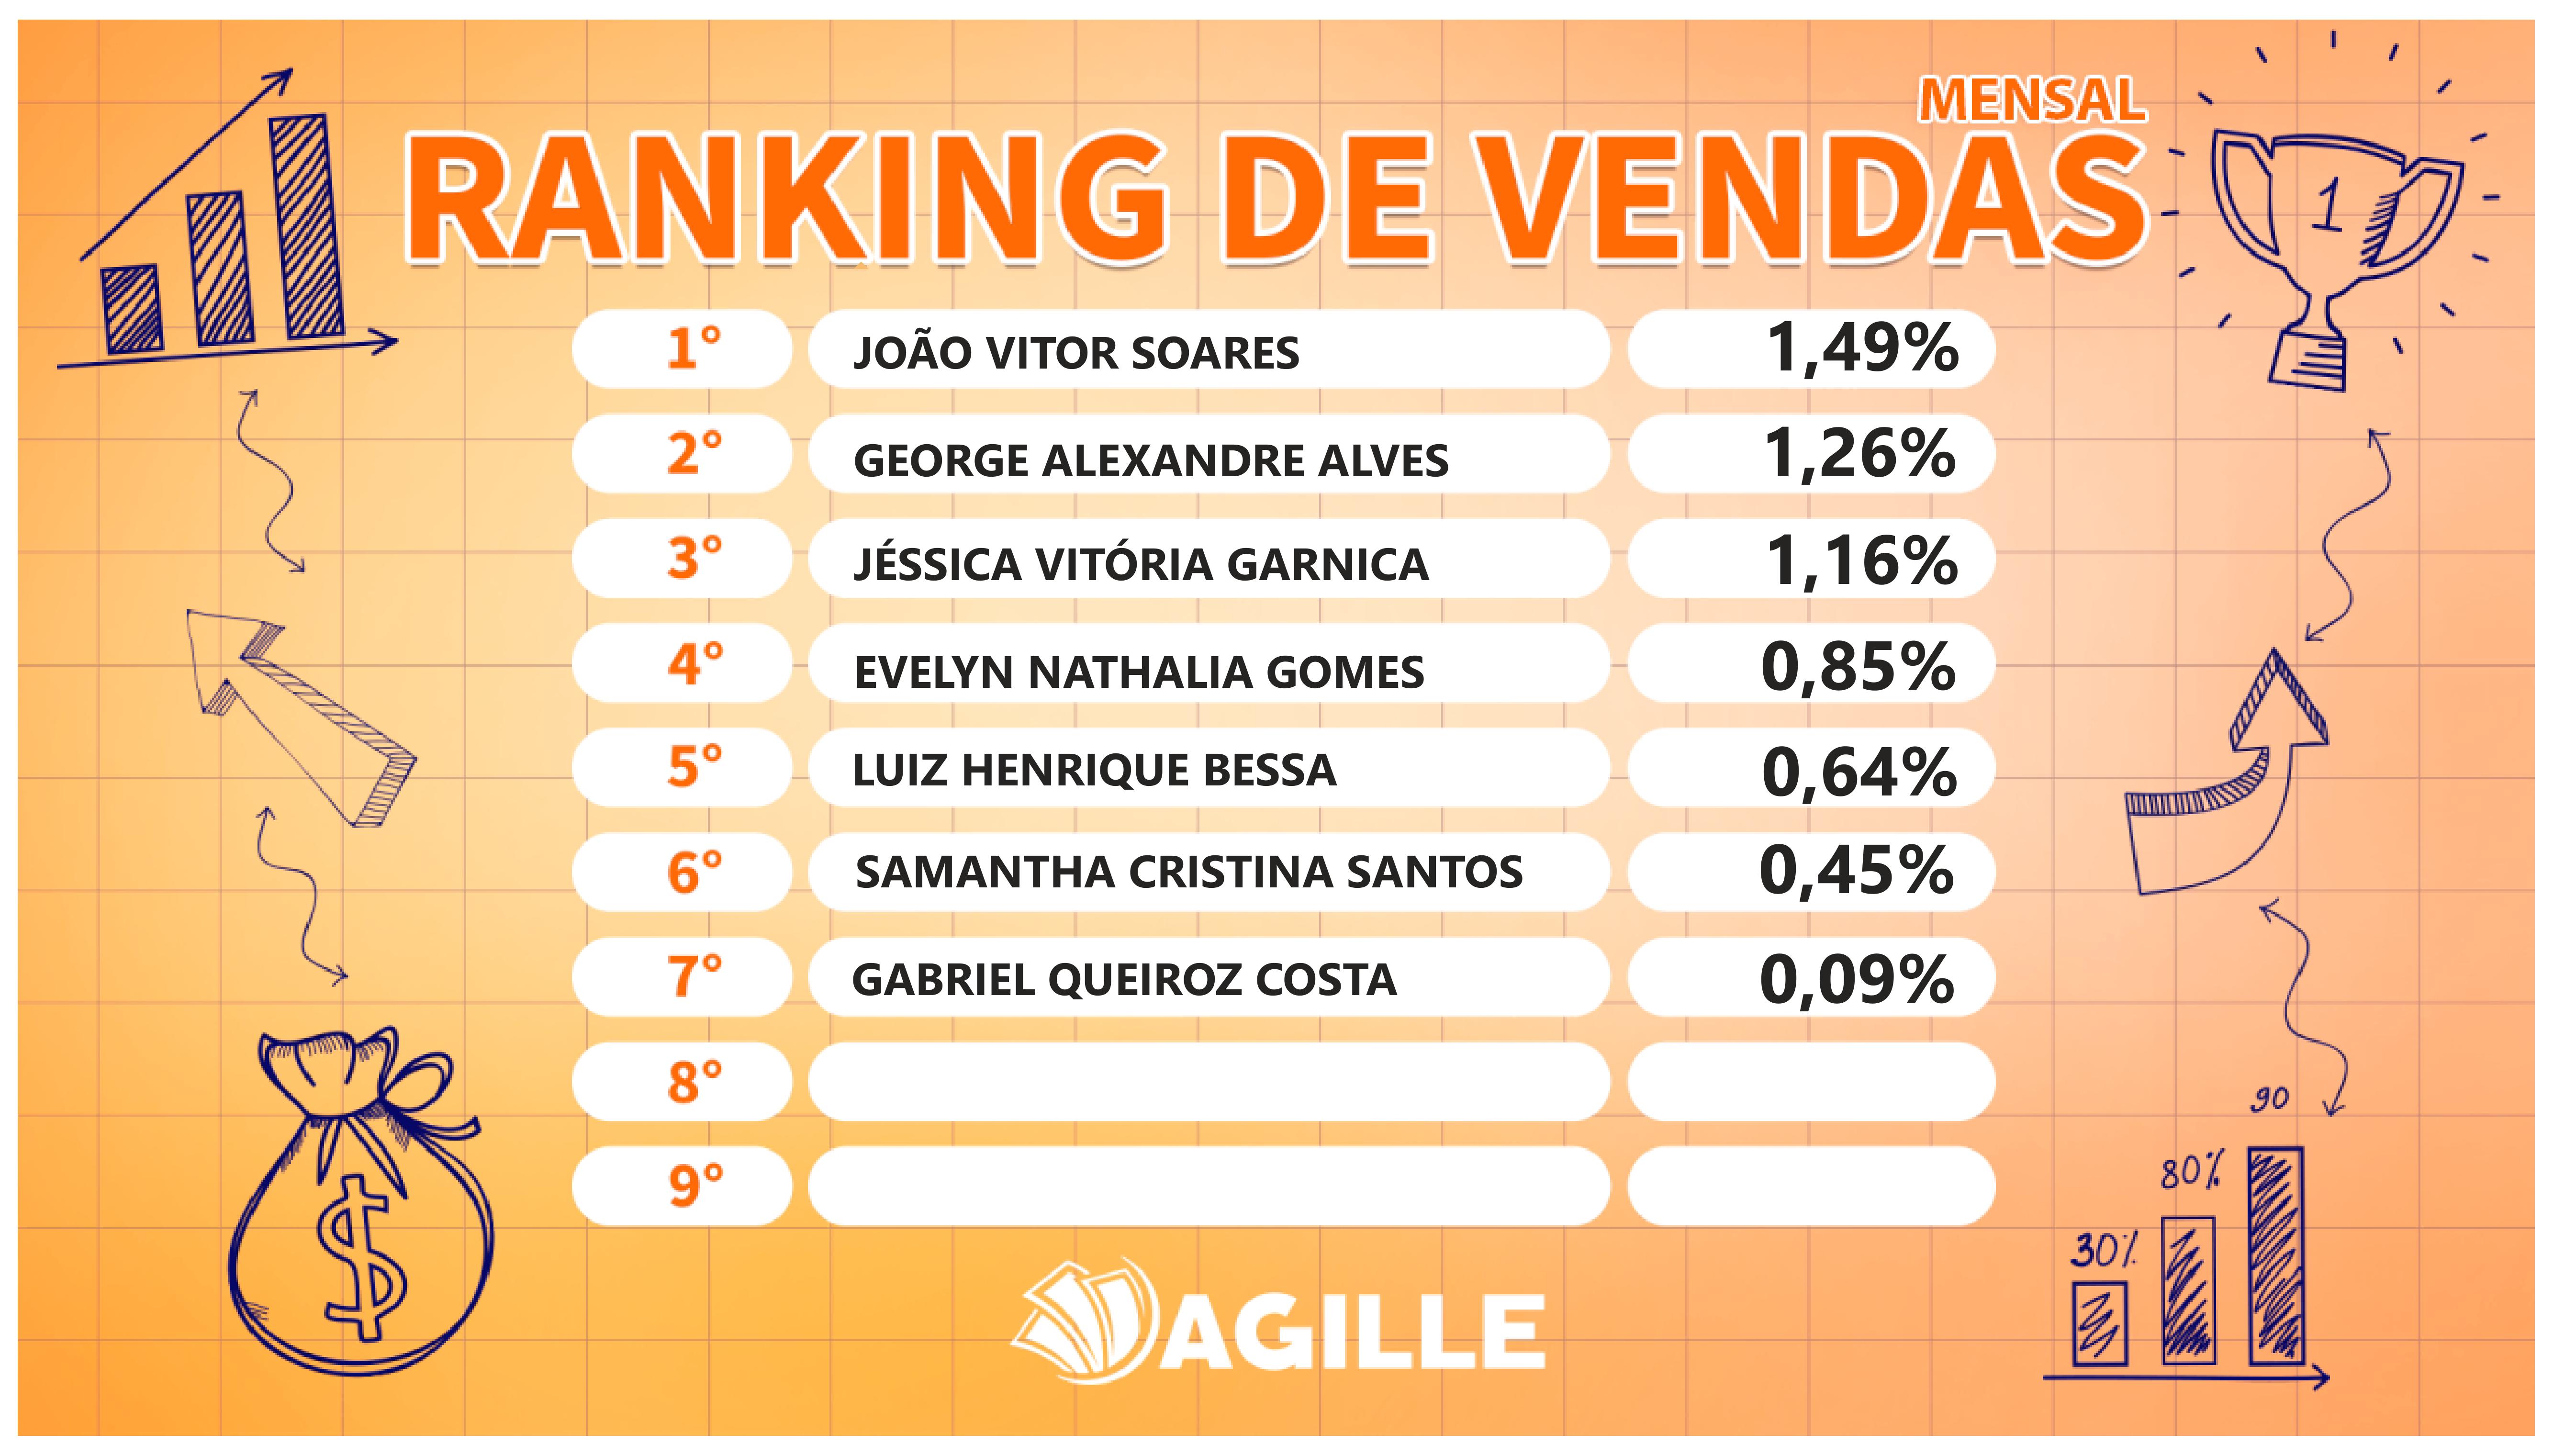 MENSAL
RANKING DE VENDAS
1
1° JOÃO VITOR SOARES 1,49%
2° GEORGE ALEXANDRE ALVES 1,26%
3° JÉSSICA VITÓRIA GARNICA 1,16%
4° EVELYN NATHALIA GOMES 0,85%
5° LUIZ HENRIQUE BESSA 0,64%
6° SAMANTHA CRISTINA SANTOS 0,45%
7° GABRIEL QUEIROZ COSTA 0,09%
8°
9°
$
30%
80%
90
AGILLE